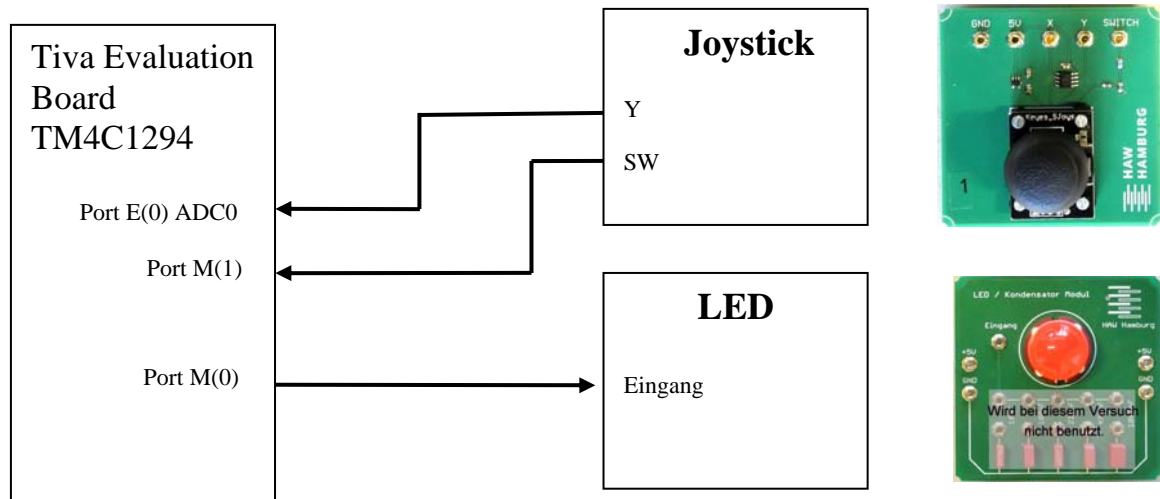 Tiva Evaluation
Board
TM4C1294
Port E(0) ADC0
Port M(1)
Port M(0)
Joystick
Y
SW
LED
Eingang
GND 5V X Y SWITCH
Keyes_SJoys
1
HAW
HAMBURG
LED / Kondensator Modul
HAW Hamburg
Eingang
+5V
GND
+5V
GND
Wird bei diesem Versuch
nicht benutzt.